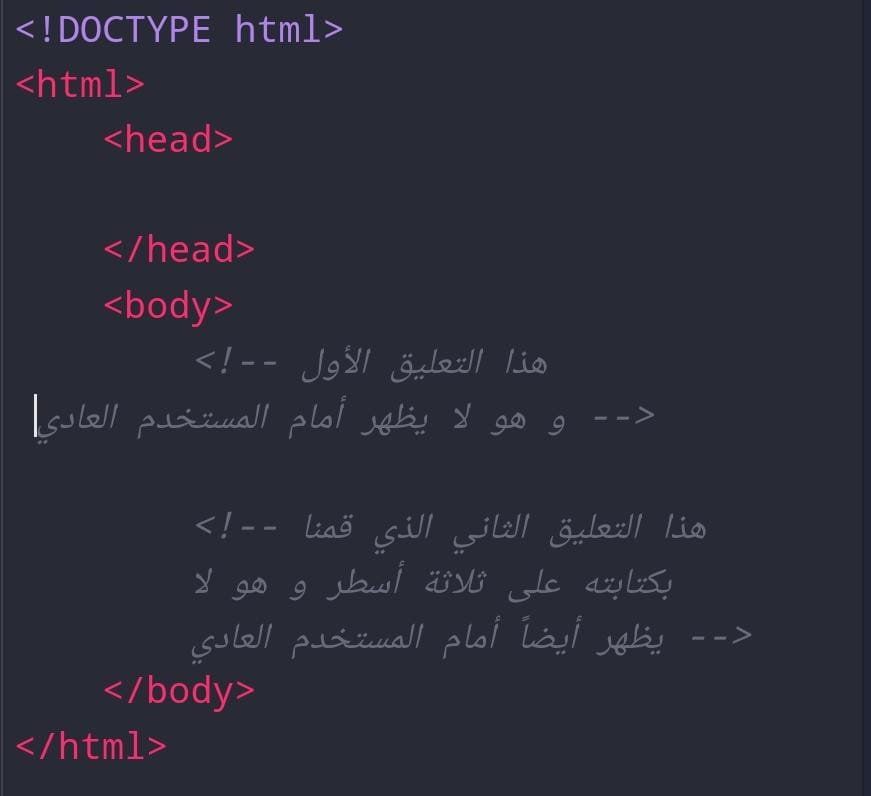 <!DOCTYPE html>
<html>
<head>
</head>
<body>
<!-- هذا التعليق الأول
و هو لا يظهر أمام المستخدم العادي -->
<!-- هذا التعليق الثاني الذي قمنا
بكتابته على ثلاثة أسطر و هو لا
يظهر أيضاً أمام المستخدم العادي -->
</body>
</html>